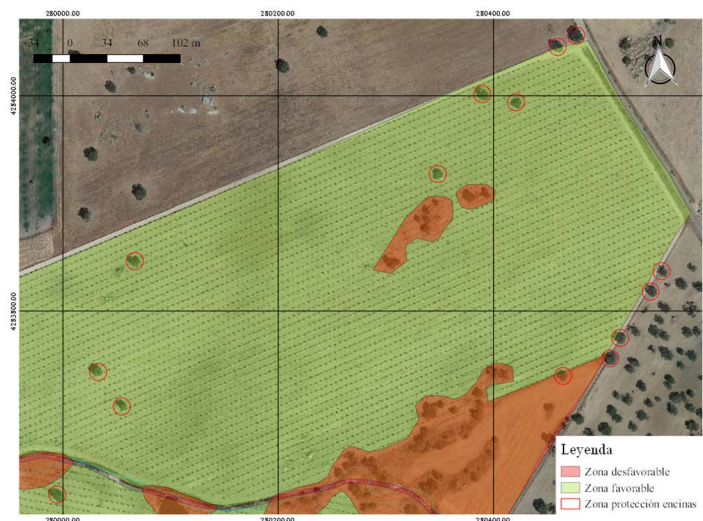 280000.00 280200.00 280400.00
-34 0 34 68 102 m
N
4284000.00
4283800.00
Leyenda
Zona desfavorable
Zona favorable
Zona protección encinas
280000.00 280200.00 280400.00